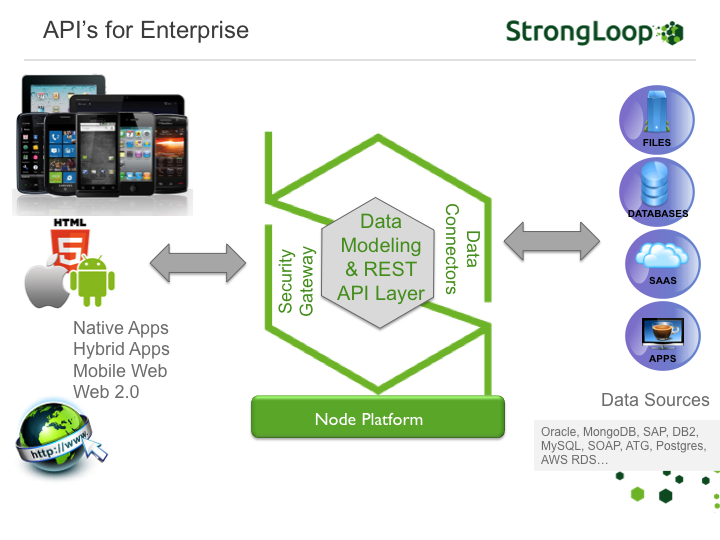 API's for Enterprise
StrongLoop
HTML
5
Native Apps
Hybrid Apps
Mobile Web
Web 2.0
http://www.
Security
Gateway
Data
Modeling
& REST
API Layer
Data
Connectors
Node Platform
FILES
DATABASES
SAAS
APPS
Data Sources
Oracle, MongoDB, SAP, DB2,
MySQL, SOAP, ATG, Postgres,
AWS RDS…